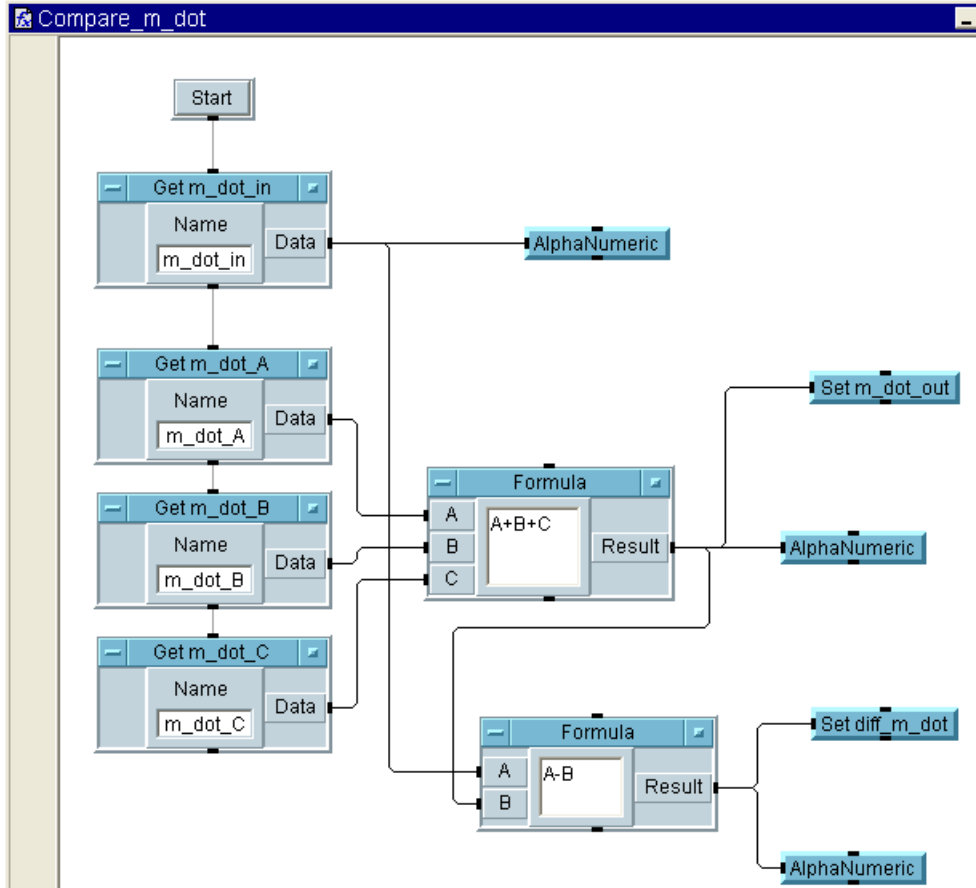 Compare_m_dot
Start
Get m_dot_in
Name
Data
m_dot_in
AlphaNumeric
Get m_dot_A
Name
Data
m_dot_A
Set m_dot_out
Formula
A
A+B+C
B
Result
C
AlphaNumeric
Get m_dot_B
Name
Data
m_dot_B
Get m_dot_C
Name
Data
m_dot_C
Formula
A
A-B
B
Result
Set diff_m_dot
AlphaNumeric